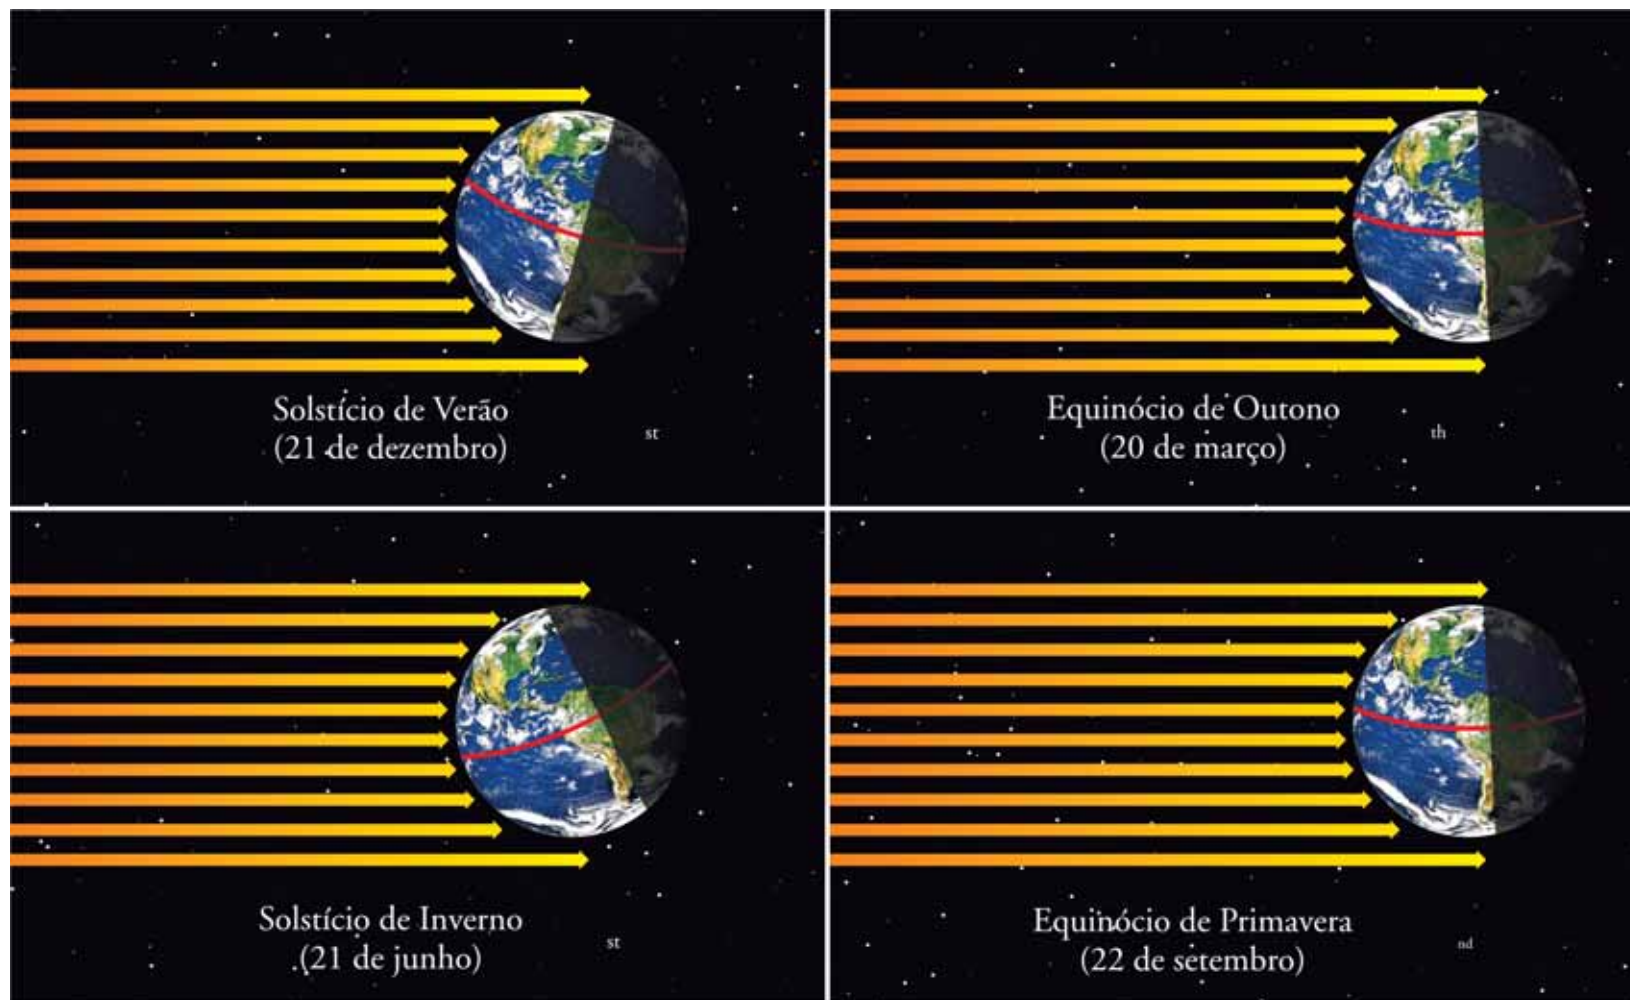 Solstício de Verão
(21 de dezembro)
st
Equinócio de Outono
(20 de março)
th
Solstício de Inverno
(21 de junho)
st
Equinócio de Primavera
(22 de setembro)
nd